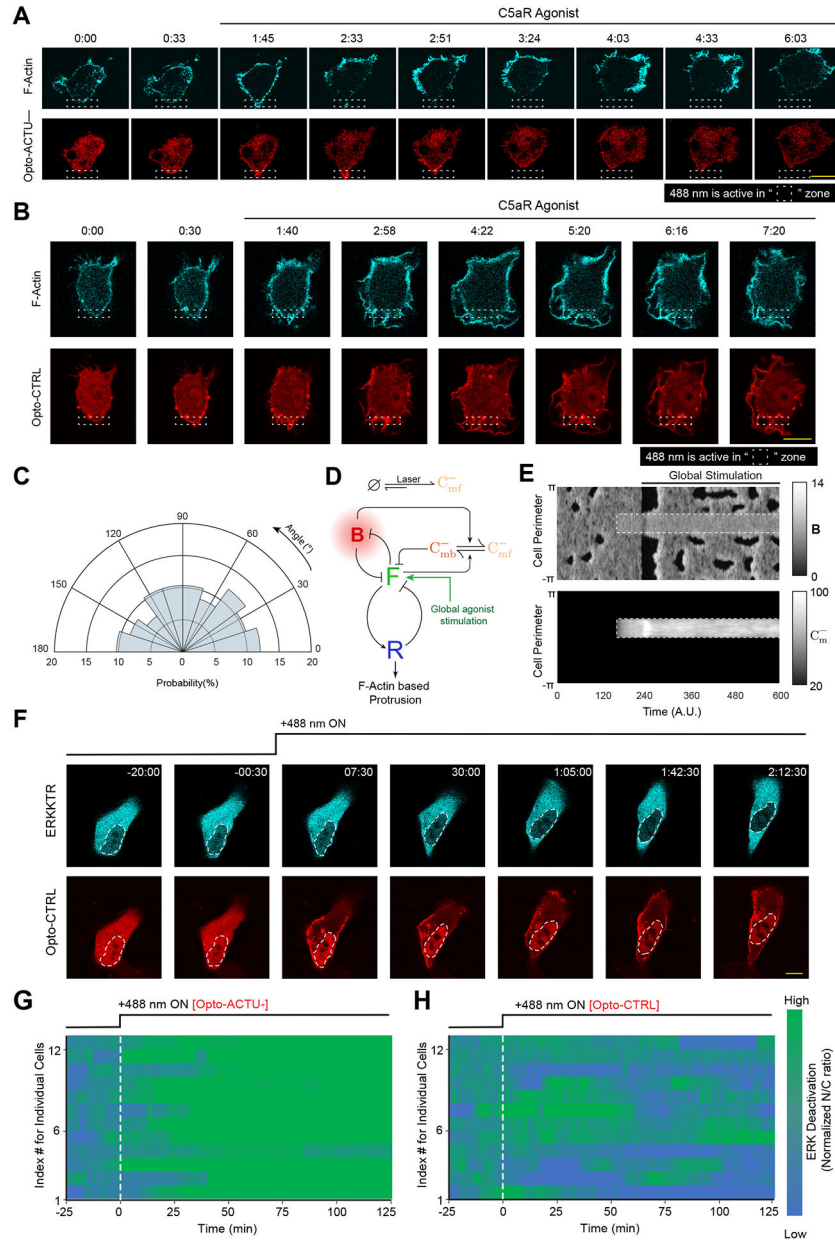 A
C5aR Agonist
0:00 0:33 1:45 2:33 2:51 3:24 4:03 4:33 6:03
F-Actin
Opto-ACTU—
488 nm is active in " " zone
B
C5aR Agonist
0:00 0:30 1:40 2:58 4:22 5:20 6:16 7:20
F-Actin
Opto-CTRL
488 nm is active in " " zone
C
90
120 60
150 30
Angle (°)
180 0
20 15 10 5 0 5 10 15 20
Probability(%)
D
∅ Laser C⁻mf
B
C⁻mb C⁻mf
F
Global agonist
stimulation
R
F-Actin based
Protrusion
E
Global Stimulation
π 14
Cell Perimeter B
-π 0
π 100
Cell Perimeter C⁻m
-π 20
0 120 240 360 480 600
Time (A.U.)
F
+488 nm ON
-20:00 -00:30 07:30 30:00 1:05:00 1:42:30 2:12:30
ERKKTR
Opto-CTRL
G
+488 nm ON [Opto-ACTU-]
Index # for Individual Cells
12
6
1
-25 0 25 50 75 100 125
Time (min)
H
+488 nm ON [Opto-CTRL]
Index # for Individual Cells
12
6
1
-25 0 25 50 75 100 125
Time (min)
High
ERK Deactivation
(Normalized N/C ratio)
Low